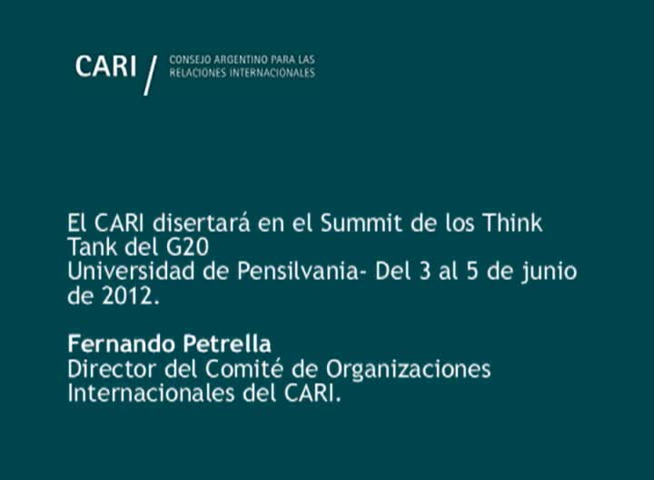 CARI /
CONSEJO ARGENTINO PARA LAS
RELACIONES INTERNACIONALES
El CARI disertará en el Summit de los Think
Tank del G20
Universidad de Pensilvania- Del 3 al 5 de junio
de 2012.
Fernando Petrella
Director del Comité de Organizaciones
Internacionales del CARI.